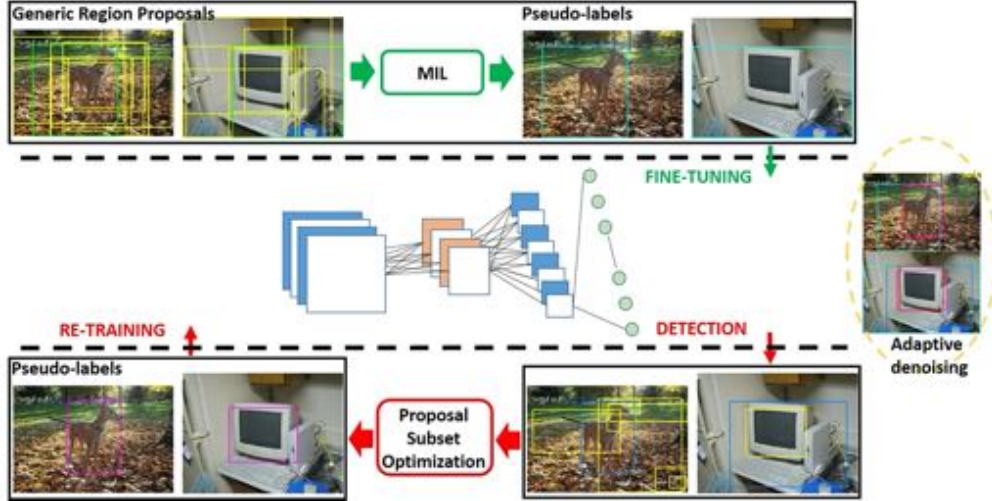 Generic Region Proposals
Pseudo-labels
MIL
FINE-TUNING
RE-TRAINING
DETECTION
Adaptive
denoising
Pseudo-labels
Proposal
Subset
Optimization